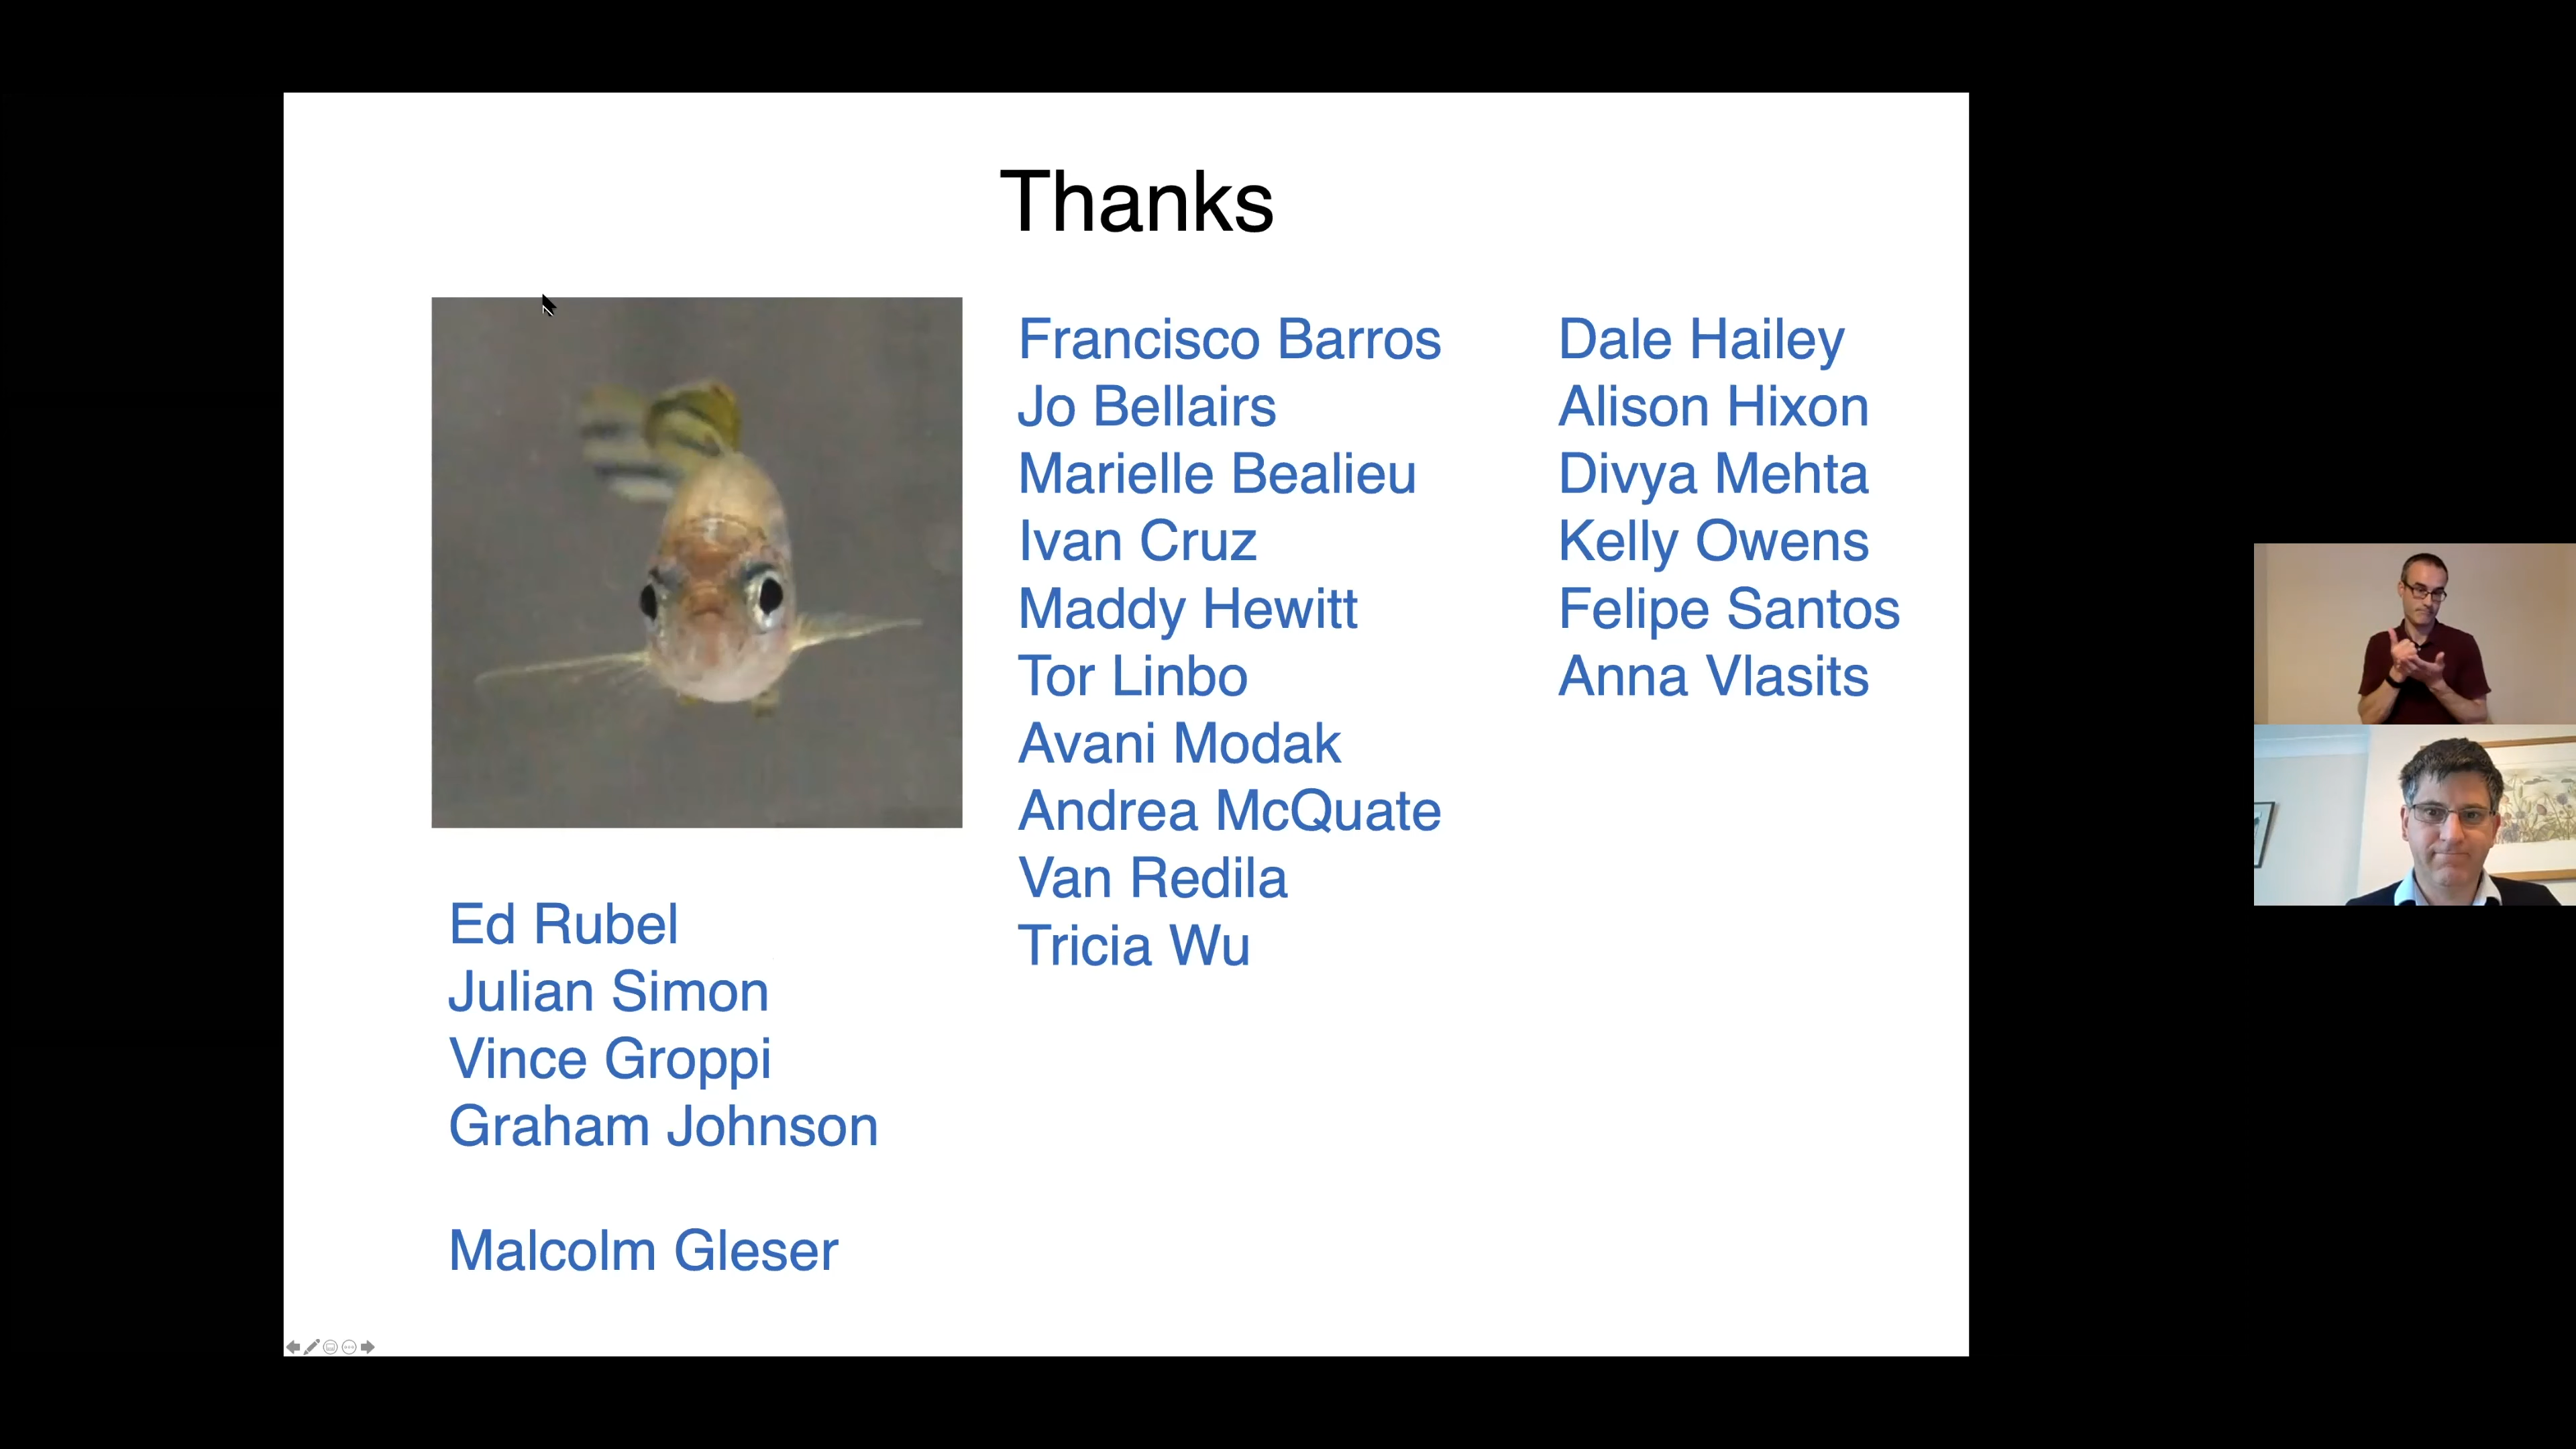 Thanks
Francisco Barros
Jo Bellairs
Marielle Bealieu
Ivan Cruz
Maddy Hewitt
Tor Linbo
Avani Modak
Andrea McQuate
Van Redila
Tricia Wu
Dale Hailey
Alison Hixon
Divya Mehta
Kelly Owens
Felipe Santos
Anna Vlasits
Ed Rubel
Julian Simon
Vince Groppi
Graham Johnson
Malcolm Gleser